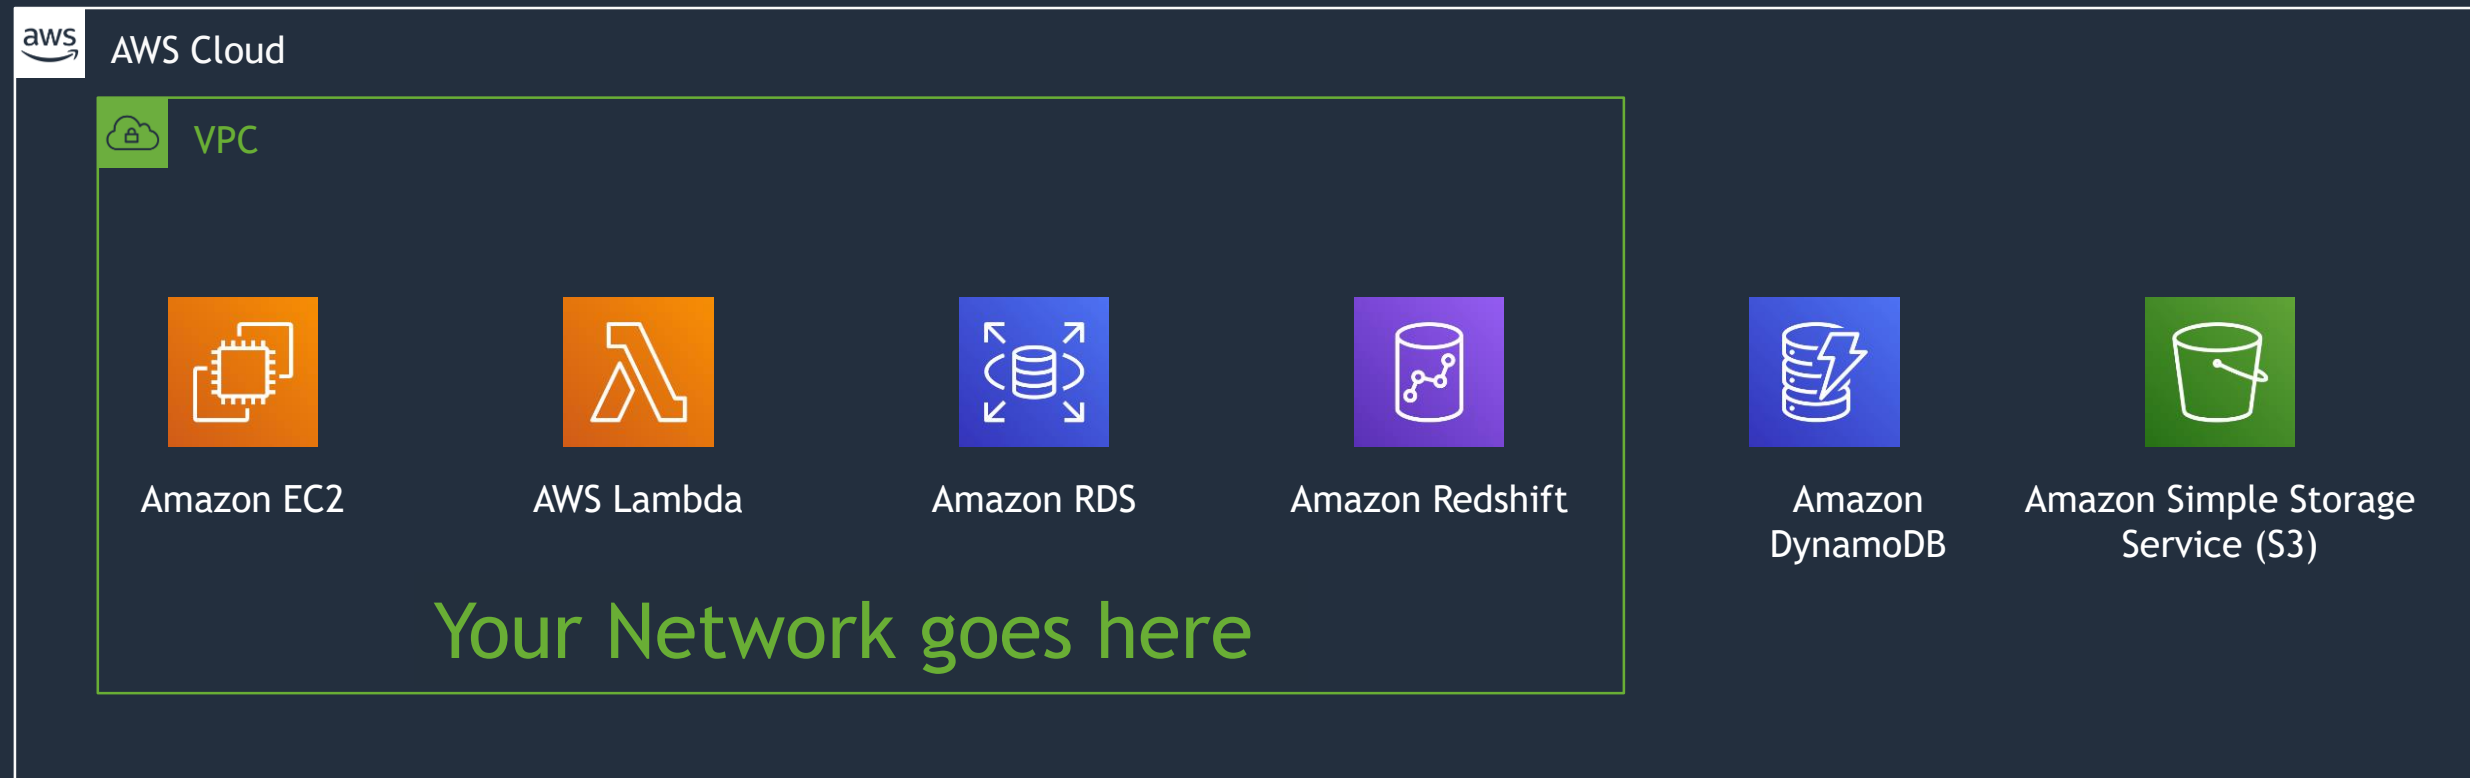 aws
AWS Cloud
VPC
Amazon EC2
AWS Lambda
Amazon RDS
Amazon Redshift
Amazon
DynamoDB
Amazon Simple Storage
Service (S3)
Your Network goes here